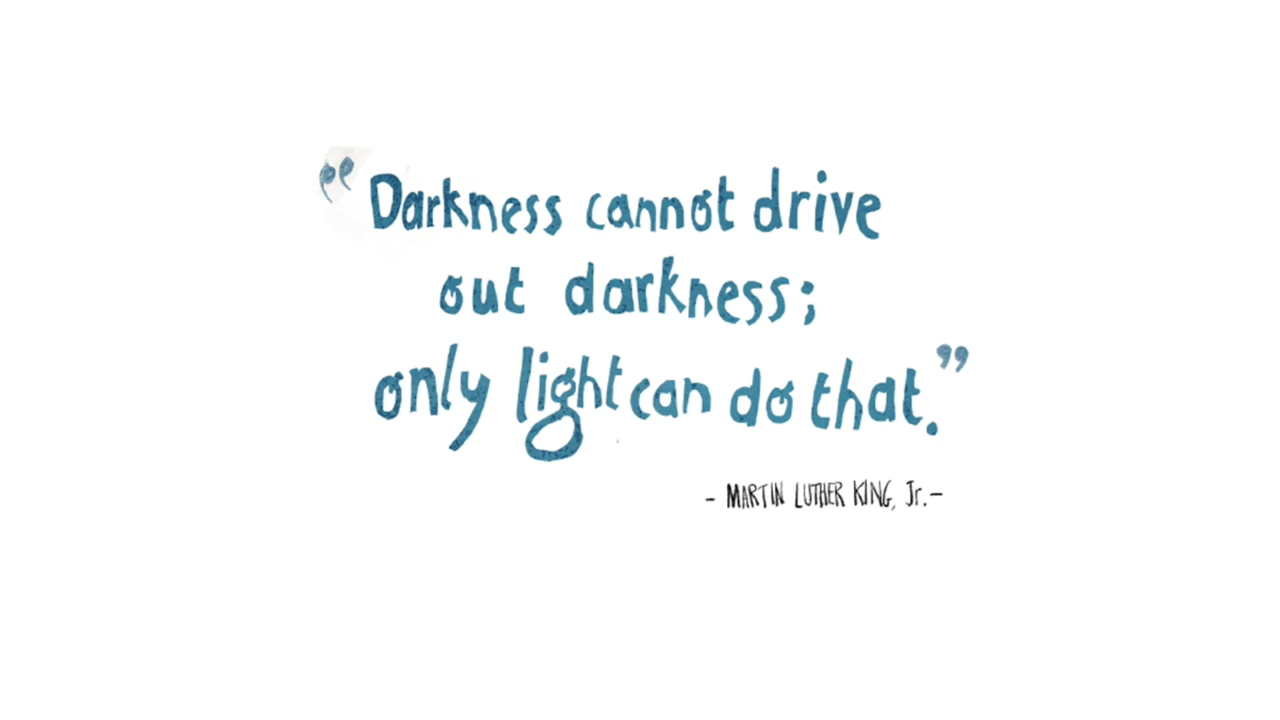 "Darkness cannot drive
out darkness;
only light can do that."
- MARTIN LUTHER KING, Jr.-